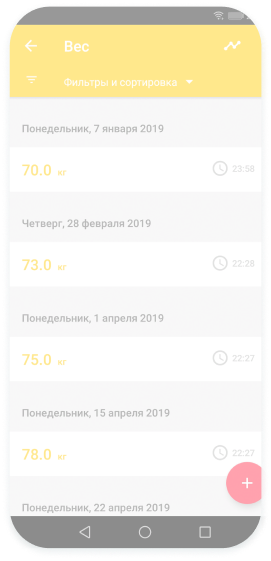 Вес
Фильтры и сортировка
Понедельник, 7 января 2019
70.0 кг 23:58
Четверг, 28 февраля 2019
73.0 кг 22:28
Понедельник, 1 апреля 2019
75.0 кг 22:27
Понедельник, 15 апреля 2019
78.0 кг 22:27
Понедельник, 22 апреля 2019